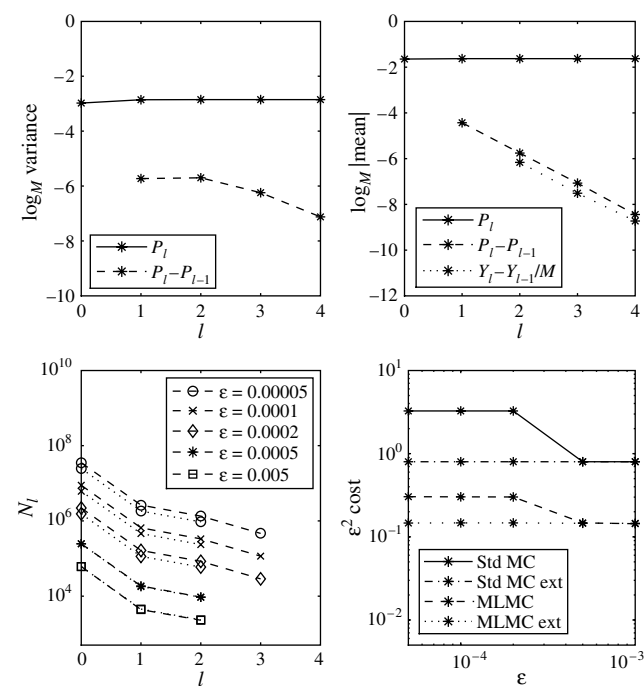 0
−2
−4
−6
−8
−10
log_M variance
0 1 2 3 4
l
P_l
P_l−P_{l−1}
0
−2
−4
−6
−8
−10
−12
log_M |mean|
0 1 2 3 4
l
P_l
P_l−P_{l−1}
Y_l−Y_{l−1}/M
10^10
10^8
10^6
10^4
N_l
0 1 2 3 4
l
ε = 0.00005
ε = 0.0001
ε = 0.0002
ε = 0.0005
ε = 0.005
10^1
10^0
10^−1
10^−2
ε^2 cost
10^−4 10^−3
ε
Std MC
Std MC ext
MLMC
MLMC ext